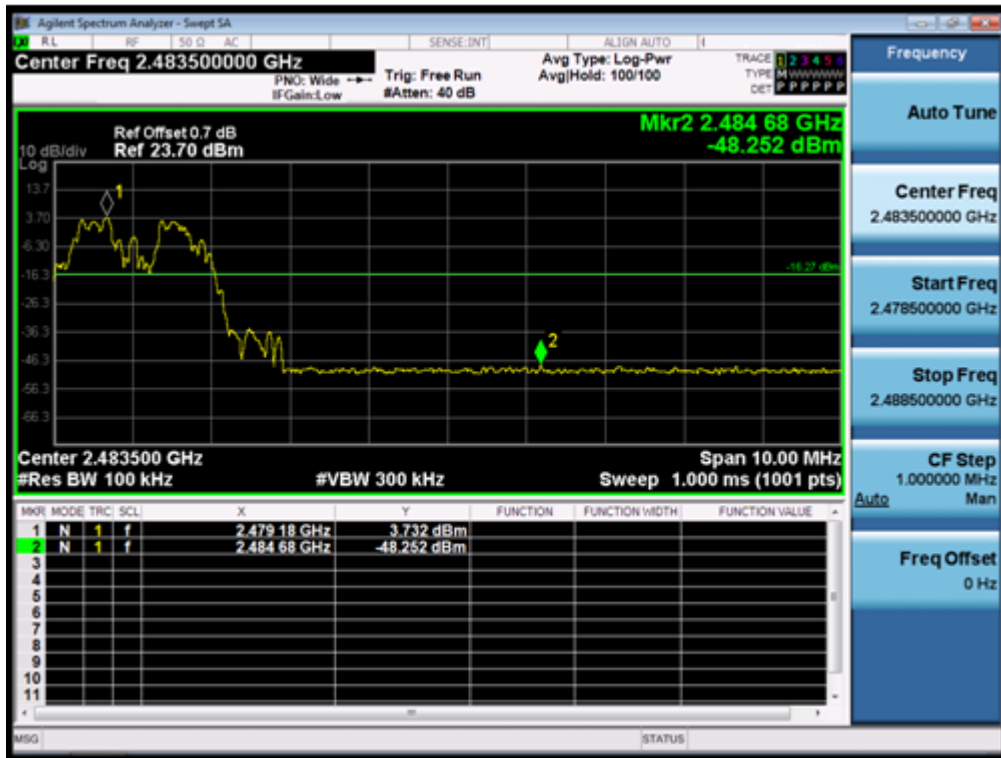 Agilent Spectrum Analyzer - Swept SA
RL RF 50 Ω AC SENSE:INT ALIGN AUTO
Center Freq 2.483500000 GHz
PNO: Wide
IFGain:Low
Trig: Free Run
#Atten: 40 dB
Avg Type: Log-Pwr
Avg|Hold: 100/100
TRACE 1 2 3 4 5 6
TYPE M W W W W W
DET P P P P P P
Mkr2 2.484 68 GHz
-48.252 dBm
Ref Offset 0.7 dB
10 dB/div Ref 23.70 dBm
Log
13.7
3.70
-6.30
-16.3
-26.3
-36.3
-46.3
-56.3
-66.3
1
2
-16.27 dBm
Center 2.483500 GHz Span 10.00 MHz
#Res BW 100 kHz #VBW 300 kHz Sweep 1.000 ms (1001 pts)
MKR MODE TRC SCL X Y FUNCTION FUNCTION WIDTH FUNCTION VALUE
1 N 1 f 2.479 18 GHz 3.732 dBm
2 N 1 f 2.484 68 GHz -48.252 dBm
3
4
5
6
7
8
9
10
11
MSG STATUS
Frequency
Auto Tune
Center Freq
2.483500000 GHz
Start Freq
2.478500000 GHz
Stop Freq
2.488500000 GHz
CF Step
1.000000 MHz
Auto Man
Freq Offset
0 Hz